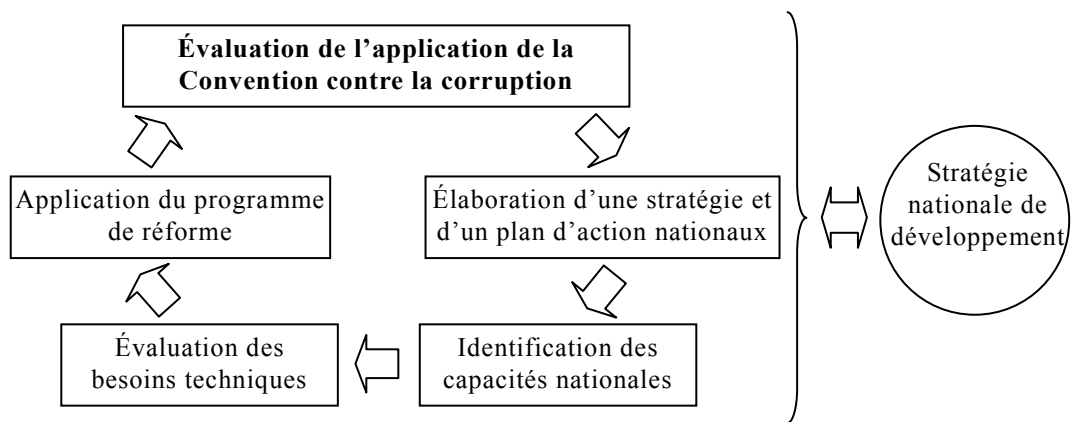 Évaluation de l’application de la
Convention contre la corruption
Application du programme
de réforme
Élaboration d’une stratégie et
d’un plan d’action nationaux
Stratégie
nationale de
développement
Évaluation des
besoins techniques
Identification des
capacités nationales